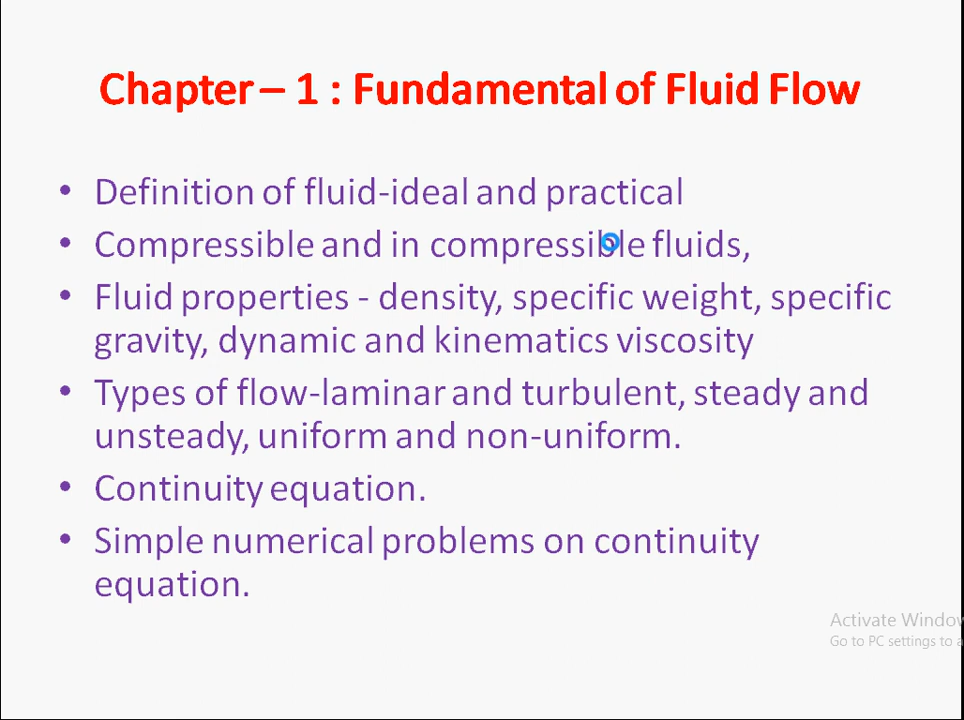 Chapter – 1 : Fundamental of Fluid Flow
• Definition of fluid-ideal and practical
• Compressible and in compressible fluids,
• Fluid properties - density, specific weight, specific
gravity, dynamic and kinematics viscosity
• Types of flow-laminar and turbulent, steady and
unsteady, uniform and non-uniform.
• Continuity equation.
• Simple numerical problems on continuity
equation.
Activate Window
Go to PC settings to a